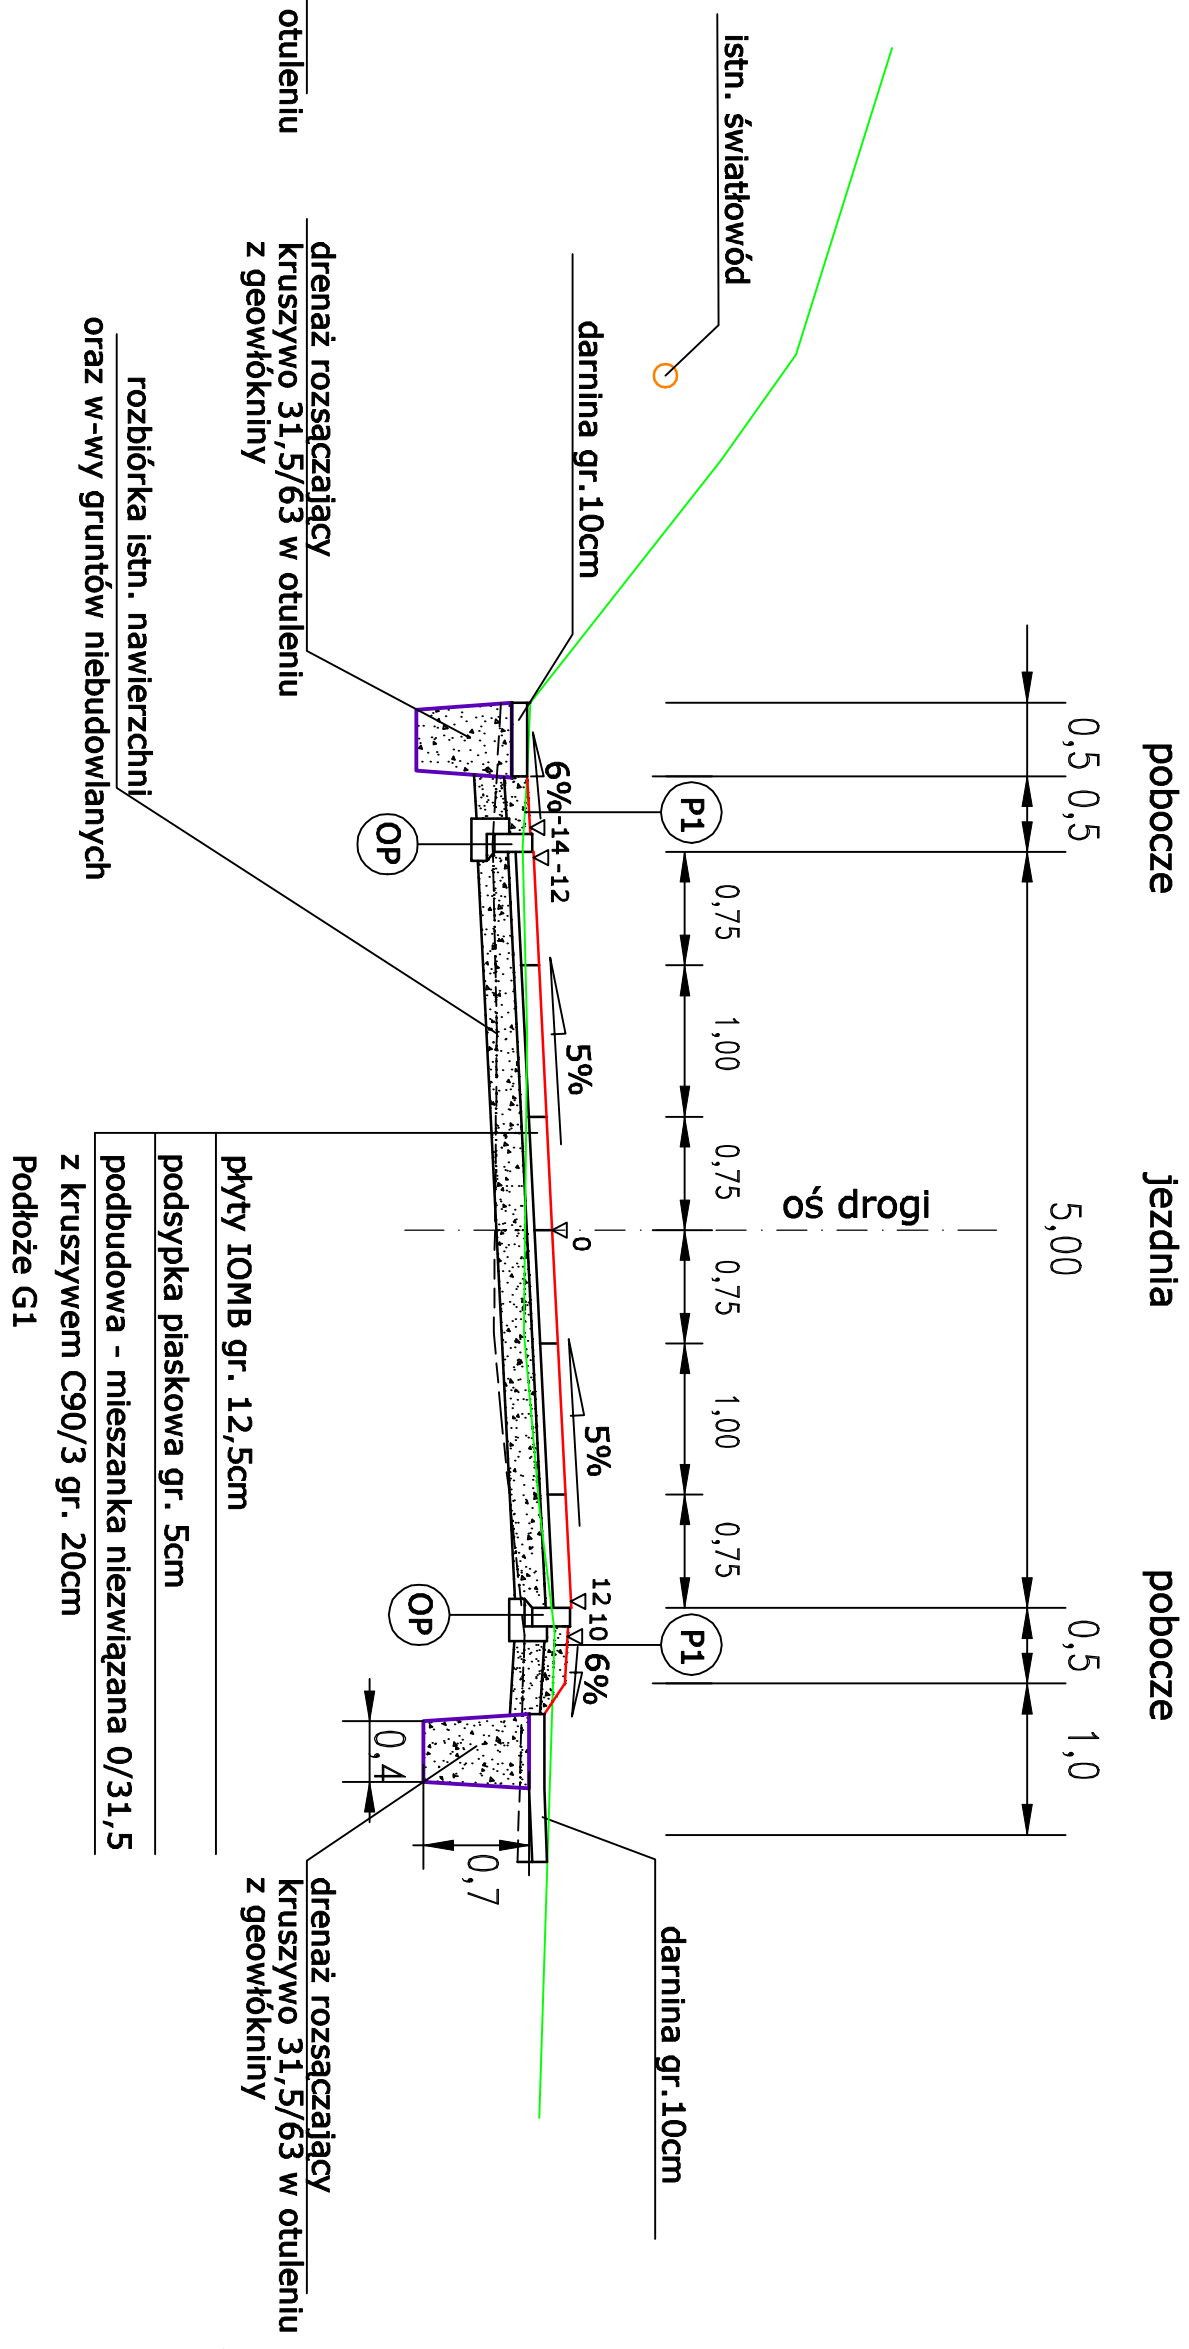 pobocze
jezdnia
pobocze
0,5
0,5
5,00
0,5
1,0
istn. światłowód
oś drogi
0,75
1,00
0,75
0,75
1,00
0,75
P1
P1
darnina gr.10cm
6%
-14
-12
5%
0
5%
12
10
6%
OP
OP
darnina gr.10cm
0,4
0,7
otuleniu
drenaż rozsączający
kruszywo 31,5/63 w otuleniu
z geowłókniny
rozbiórka istn. nawierzchni
oraz w-wy gruntów niebudowlanych
płyty IOMB gr. 12,5cm
podsypka piaskowa gr. 5cm
podbudowa - mieszanka niezwiązana 0/31,5
z kruszywem C90/3 gr. 20cm
Podłoże G1
drenaż rozsączający
kruszywo 31,5/63 w otuleniu
z geowłókniny